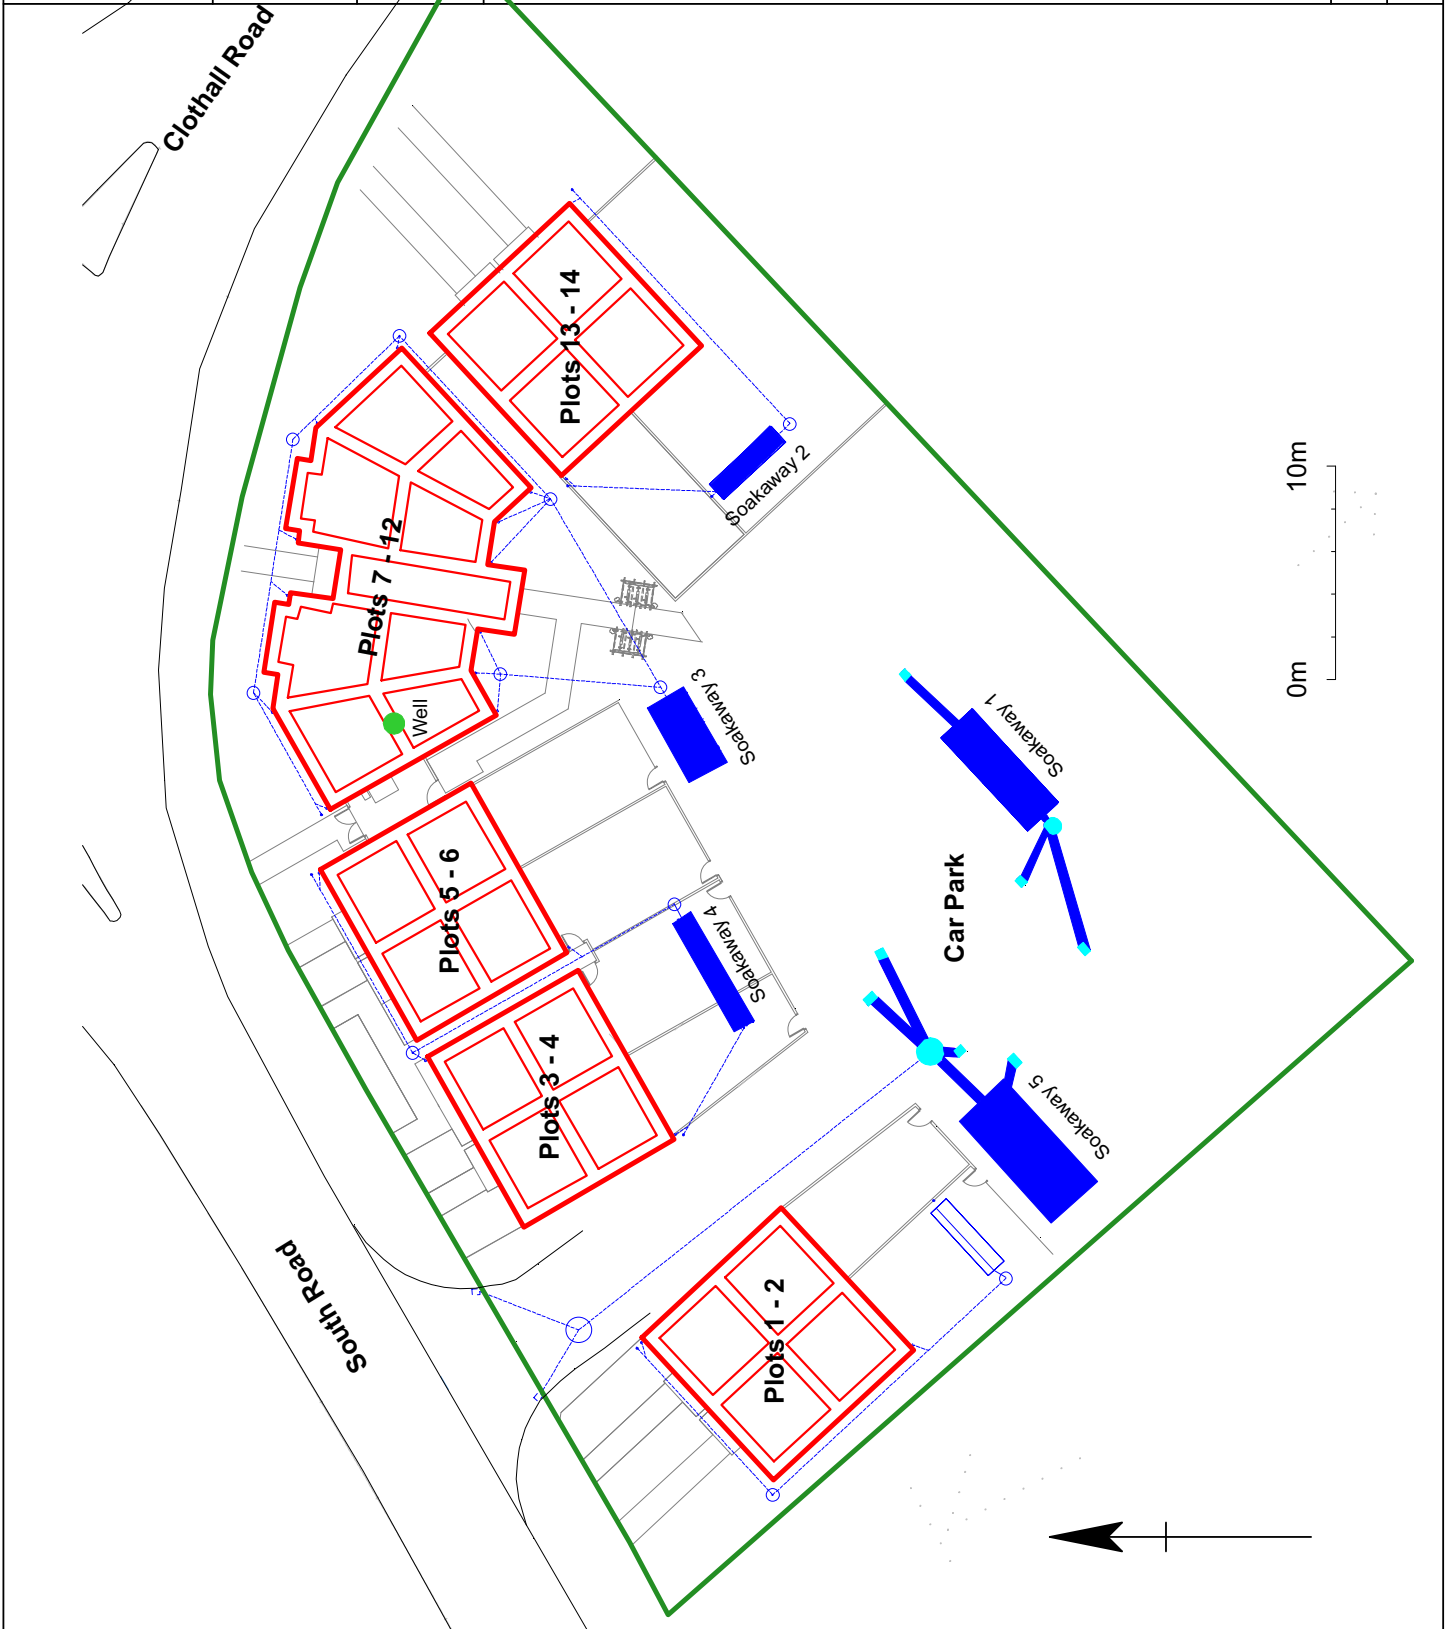 Clothall Road
Plots 13 - 14
Soakaway 2
Plots 7 - 12
Well
10m
0m
Soakaway 3
Soakaway 1
Plots 5 - 6
Soakaway 4
Car Park
Plots 3 - 4
Soakaway 5
South Road
Plots 1 - 2